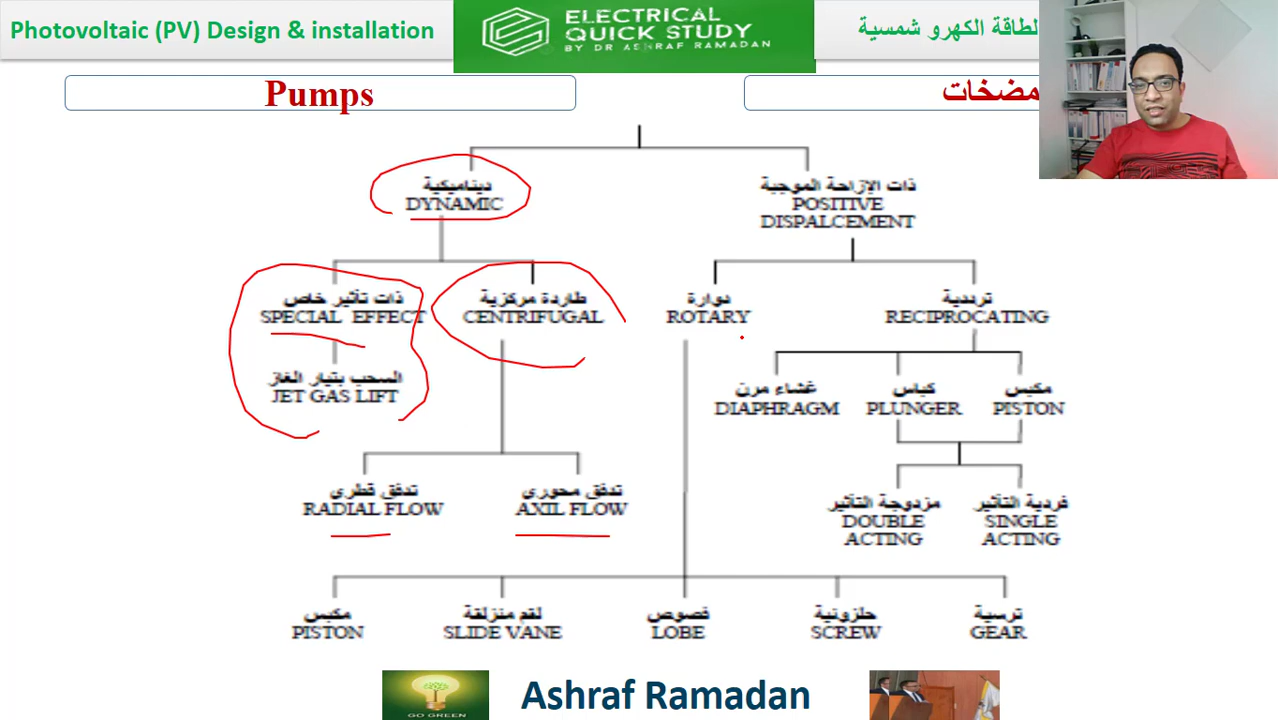 Photovoltaic (PV) Design & installation
ELECTRICAL
QUICK STUDY
BY DR ASHRAF RAMADAN
لطاقة الكهرو شمسية
Pumps
مضخات
ديناميكية
DYNAMIC
ذات الإزاحة الموجبة
POSITIVE
DISPALCEMENT
ذات تأثير خاص
SPECIAL EFFECT
طاردة مركزية
CENTRIFUGAL
دوارة
ROTARY
ترددية
RECIPROCATING
السحب بتيار الغاز
JET GAS LIFT
غشاء مرن
DIAPHRAGM
كباس
PLUNGER
مكبس
PISTON
تدفق قطري
RADIAL FLOW
تدفق محوري
AXIL FLOW
مزدوجة التأثير
DOUBLE
ACTING
فردية التأثير
SINGLE
ACTING
مكبس
PISTON
لقم منزلقة
SLIDE VANE
فصوص
LOBE
حلزونية
SCREW
ترسية
GEAR
GO GREEN
Ashraf Ramadan